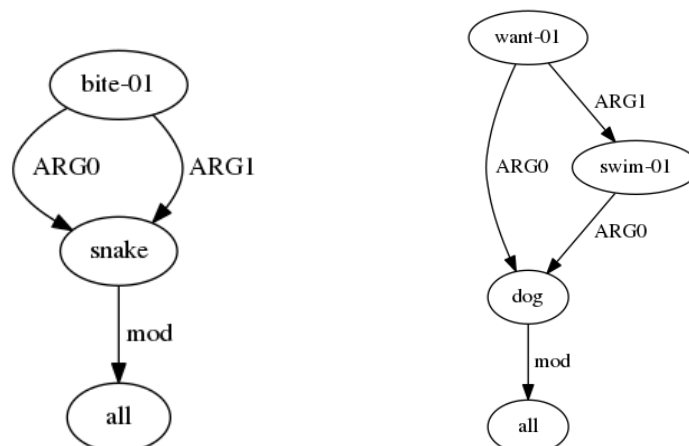 bite-01
ARG0 ARG1
snake
mod
all
want-01
ARG1
ARG0
swim-01
ARG0
dog
mod
all